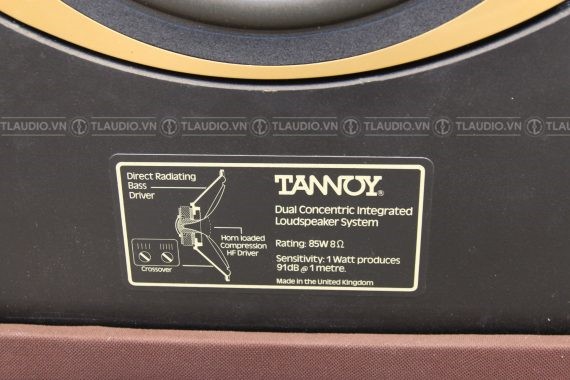 TLAUDIO.VN TLAUDIO.VN TLAUDIO.VN TLAUDIO.VN TLAUDIO.VN
Direct Radiating
Bass
Driver
Horn loaded
Compression
HF Driver
Crossover
TANNOY®
Dual Concentric Integrated
Loudspeaker System
Rating: 85W 8Ω
Sensitivity: 1 Watt produces
91dB @ 1 metre.
Made in the United Kingdom